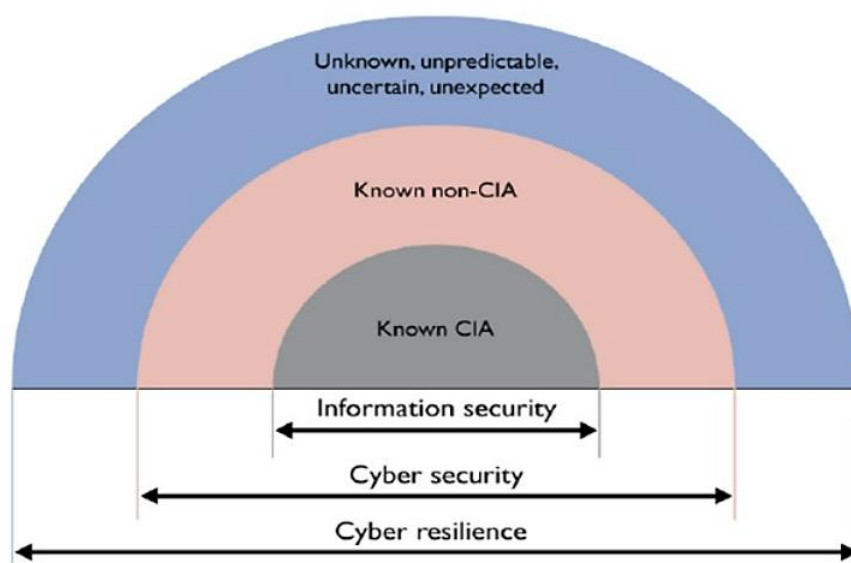 Unknown, unpredictable,
uncertain, unexpected
Known non-CIA
Known CIA
Information security
Cyber security
Cyber resilience